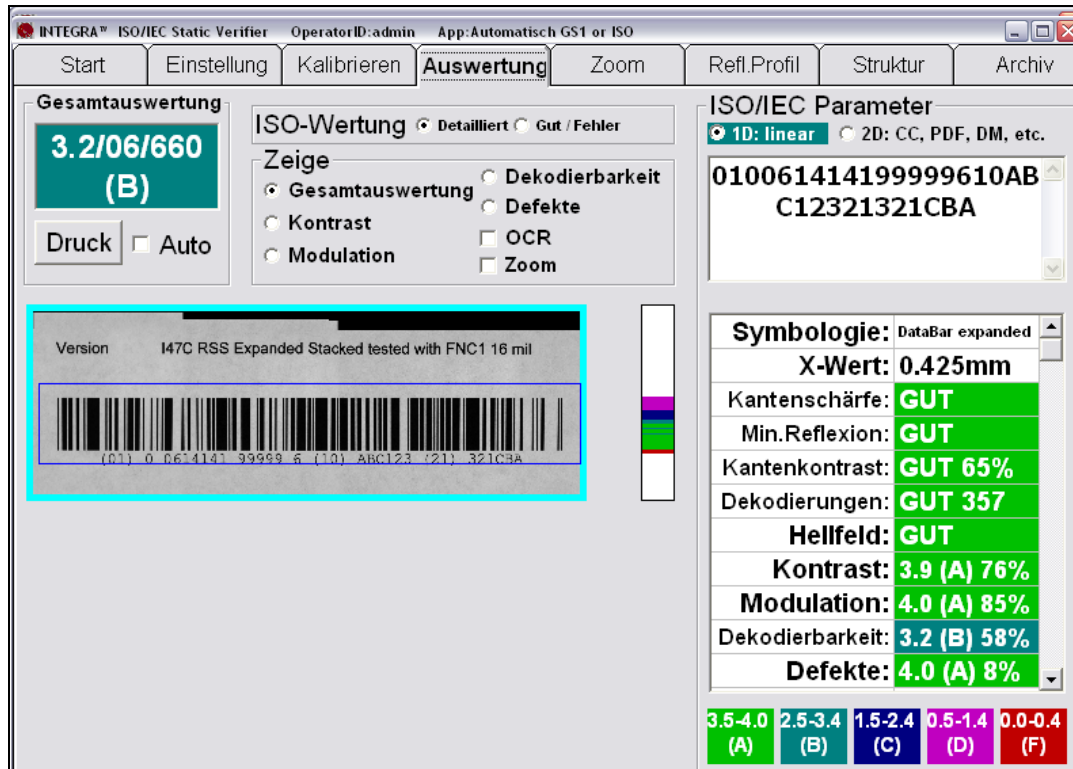 INTEGRA™ ISO/IEC Static Verifier OperatorID:admin App:Automatisch GS1 or ISO
Start Einstellung Kalibrieren Auswertung Zoom Refl.Profil Struktur Archiv
Gesamtauswertung
3.2/06/660
(B)
Druck Auto
ISO-Wertung Detailliert Gut / Fehler
Zeige
Gesamtauswertung
Kontrast
Modulation
Dekodierbarkeit
Defekte
OCR
Zoom
Version I47C RSS Expanded Stacked tested with FNC1 16 mil
(01) 0 0614141 99999 6 (10) ABC123 (21) 321CBA
ISO/IEC Parameter
1D: linear 2D: CC, PDF, DM, etc.
010061414199999610AB
C12321321CBA
Symbologie: DataBar expanded
X-Wert: 0.425mm
Kantenschärfe: GUT
Min.Reflexion: GUT
Kantenkontrast: GUT 65%
Dekodierungen: GUT 357
Hellfeld: GUT
Kontrast: 3.9 (A) 76%
Modulation: 4.0 (A) 85%
Dekodierbarkeit: 3.2 (B) 58%
Defekte: 4.0 (A) 8%
3.5-4.0 2.5-3.4 1.5-2.4 0.5-1.4 0.0-0.4
(A) (B) (C) (D) (F)